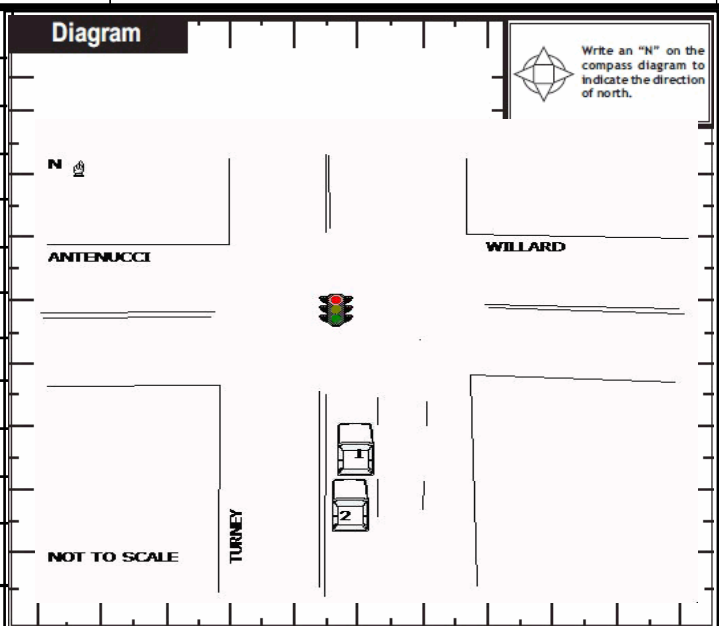 Diagram
Write an "N" on the
compass diagram to
indicate the direction
of north.
N
ANTENUCCI
WILLARD
1
2
TURNEY
NOT TO SCALE